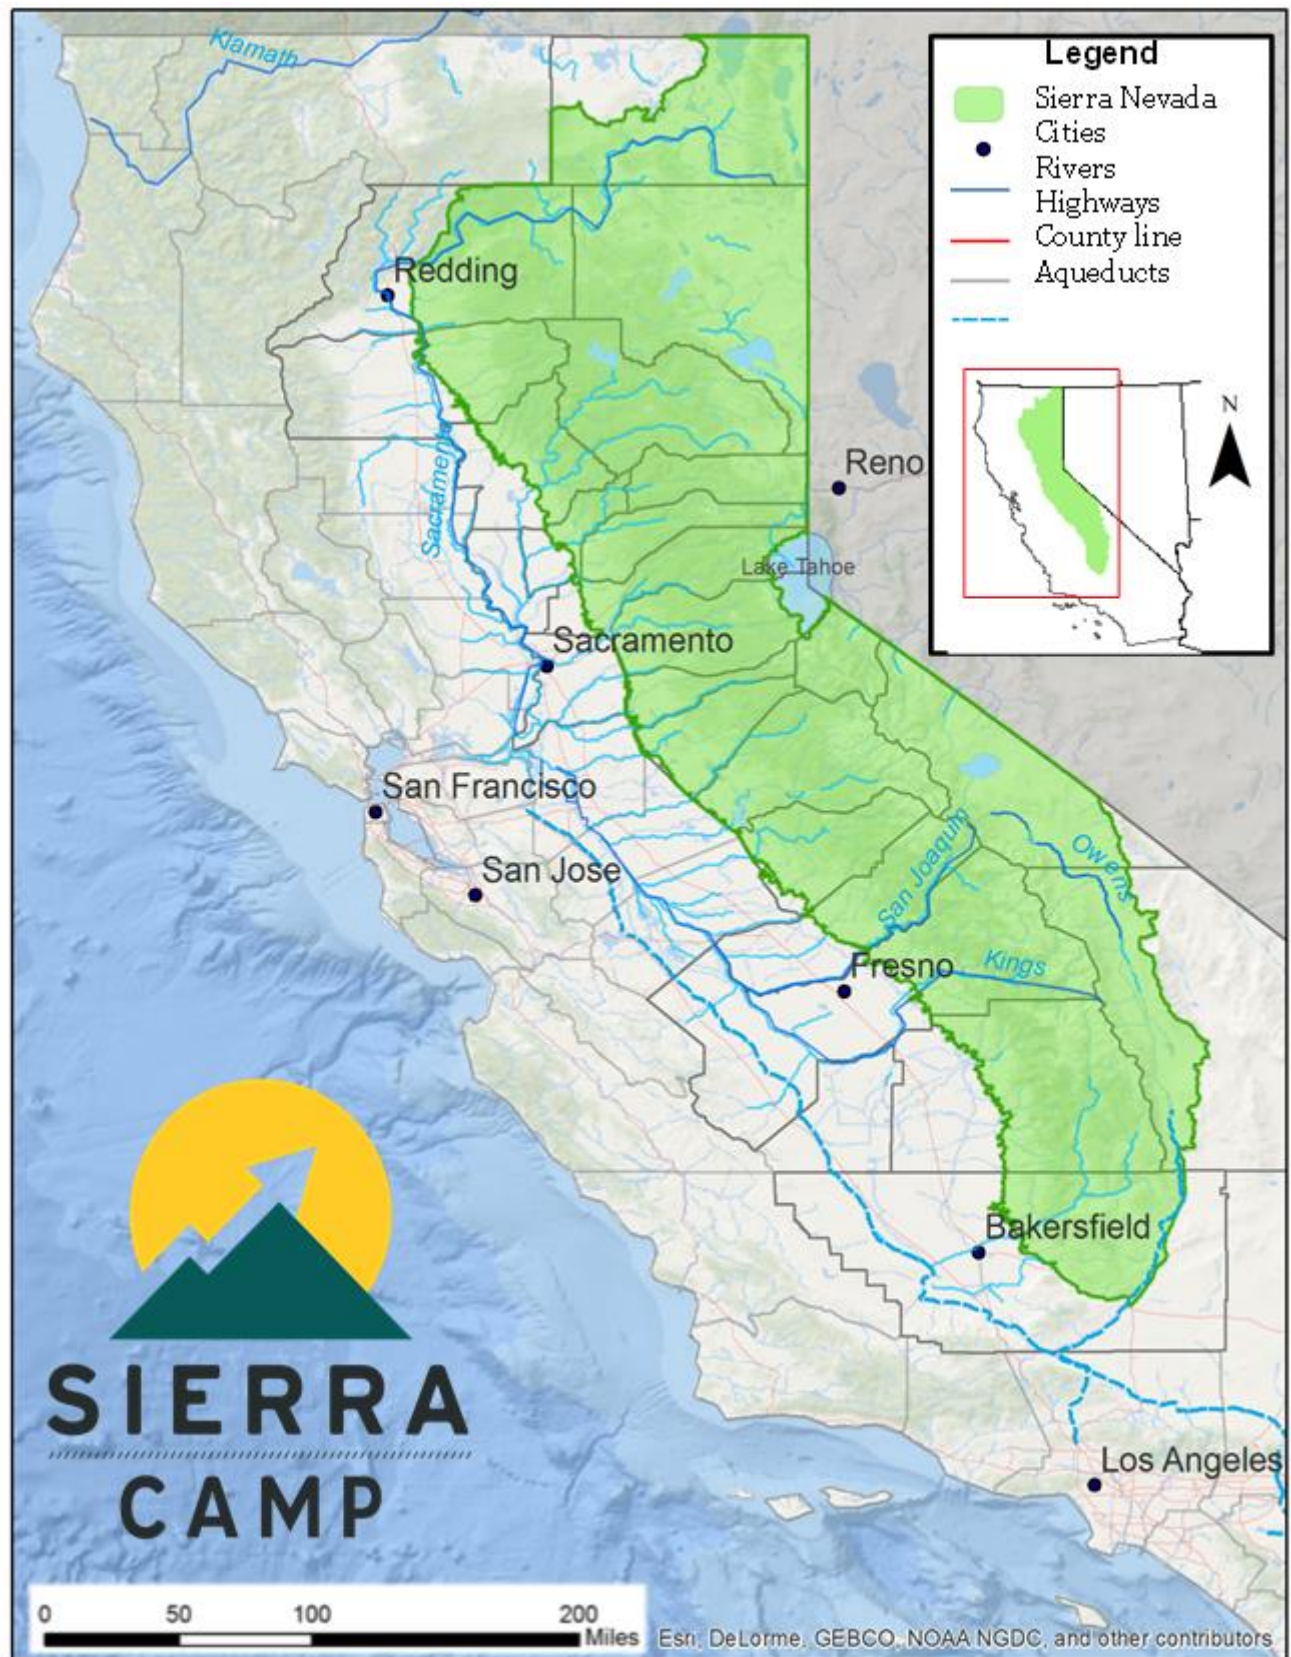 Klamath
Legend
Sierra Nevada
Cities
Rivers
Highways
County line
Aqueducts
N
Redding
Reno
Sacramento
Lake Tahoe
Sacramento
San Francisco
San Jose
San Joaquin
Owens
Fresno
Kings
Bakersfield
Los Angeles
SIERRA
CAMP
0 50 100 200
Miles
Esri, DeLorme, GEBCO, NOAA NGDC, and other contributors